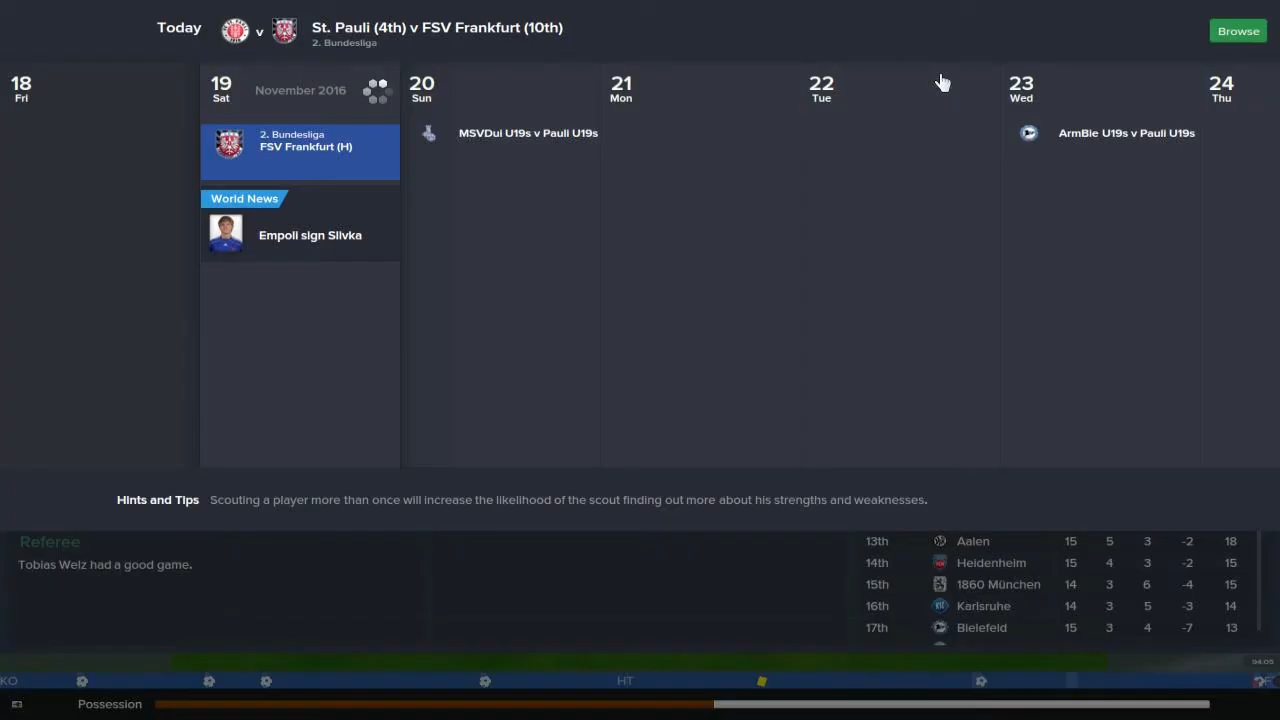 Today
v
St. Pauli (4th) v FSV Frankfurt (10th)
2. Bundesliga
Browse
18
Fri
19
Sat
November 2016
20
Sun
21
Mon
22
Tue
23
Wed
24
Thu
2. Bundesliga
FSV Frankfurt (H)
MSVDui U19s v Pauli U19s
ArmBle U19s v Pauli U19s
World News
Empoli sign Slivka
Hints and Tips Scouting a player more than once will increase the likelihood of the scout finding out more about his strengths and weaknesses.
Referee
Tobias Welz had a good game.
13th Aalen 15 5 3 -2 18
14th Heidenheim 15 4 3 -2 15
15th 1860 München 14 3 6 -4 15
16th Karlsruhe 14 3 5 -3 14
17th Bielefeld 15 3 4 -7 13
94:05
KO
HT
Possession